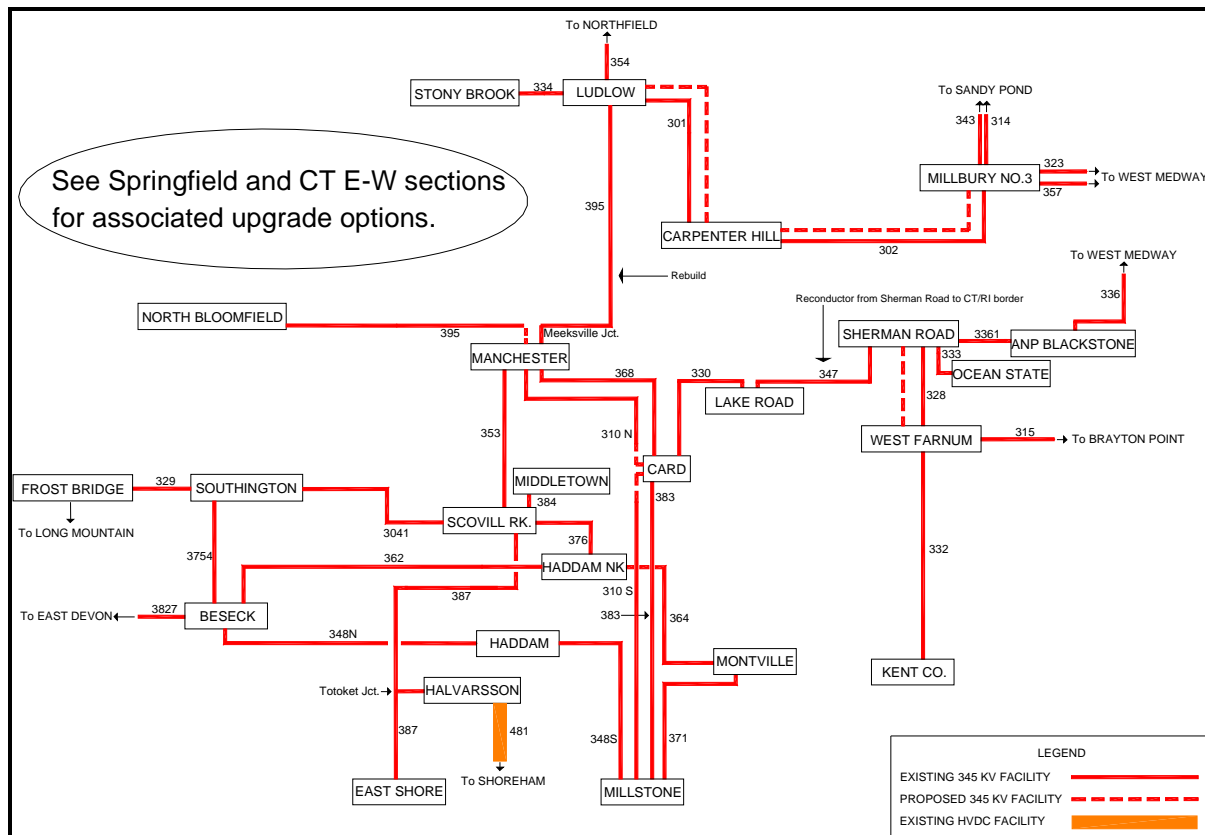 To NORTHFIELD
354
STONY BROOK
334
LUDLOW
To SANDY POND
301
343
314
See Springfield and CT E-W sections
for associated upgrade options.
323
MILLBURY NO.3
To WEST MEDWAY
357
395
CARPENTER HILL
302
To WEST MEDWAY
Rebuild
336
Reconductor from Sherman Road to CT/RI border
NORTH BLOOMFIELD
395
Meeksville Jct.
SHERMAN ROAD
3361
ANP BLACKSTONE
MANCHESTER
333
OCEAN STATE
368
330
347
LAKE ROAD
328
353
310 N
WEST FARNUM
315
To BRAYTON POINT
CARD
FROST BRIDGE
329
SOUTHINGTON
MIDDLETOWN
384
383
SCOVILL RK.
To LONG MOUNTAIN
3041
376
3754
362
HADDAM NK
332
387
310 S
To EAST DEVON
3827
BESECK
383
364
348N
HADDAM
MONTVILLE
KENT CO.
Totoket Jct.
HALVARSSON
387
481
348S
371
To SHOREHAM
EAST SHORE
MILLSTONE
LEGEND
EXISTING 345 KV FACILITY
PROPOSED 345 KV FACILITY
EXISTING HVDC FACILITY